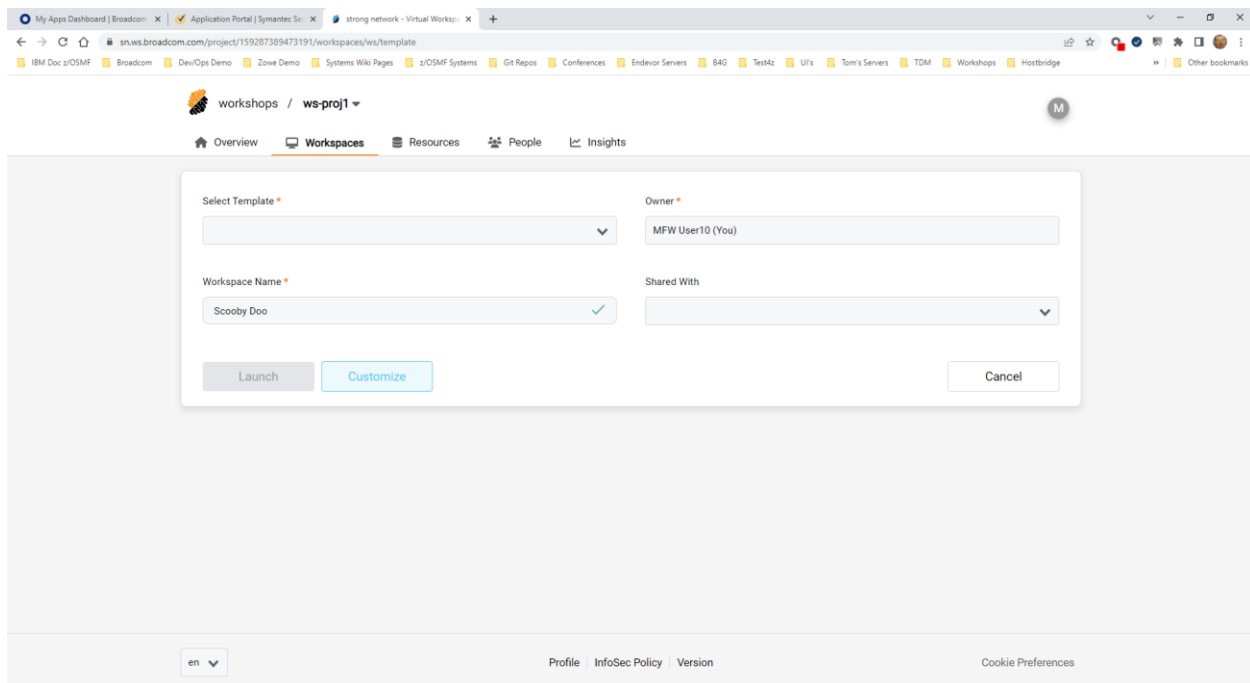 My Apps Dashboard | Broadcom
Application Portal | Symantec Se
strong network - Virtual Worksp
sn.ws.broadcom.com/project/159287389473191/workspaces/ws/template
IBM Doc z/OSMF Broadcom Dev/Ops Demo Zowe Demo Systems Wiki Pages z/OSMF Systems Git Repos Conferences Endevor Servers B4G Test4z UI's Tom's Servers TDM Workshops Hostbridge » Other bookmarks
workshops / ws-proj1
M
Overview Workspaces Resources People Insights
Select Template * Owner *
MFW User10 (You)
Workspace Name * Shared With
Scooby Doo
Launch Customize Cancel
en Profile InfoSec Policy Version Cookie Preferences